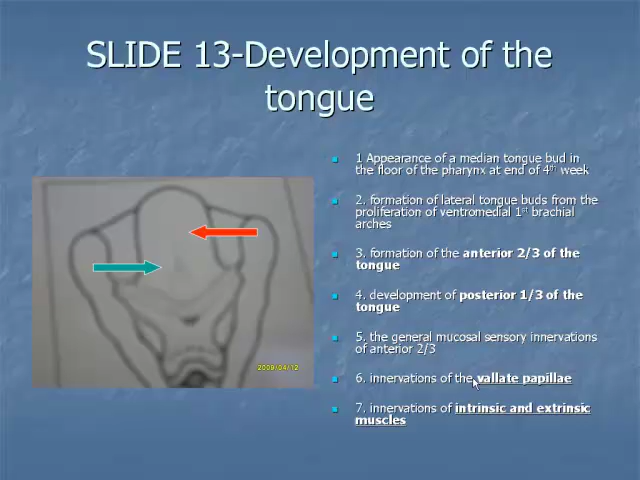 SLIDE 13-Development of the
tongue
1 Appearance of a median tongue bud in
the floor of the pharynx at end of 4th week
2. formation of lateral tongue buds from the
proliferation of ventromedial 1st brachial
arches
3. formation of the anterior 2/3 of the
tongue
4. development of posterior 1/3 of the
tongue
5. the general mucosal sensory innervations
of anterior 2/3
6. innervations of the vallate papillae
7. innervations of intrinsic and extrinsic
muscles
2009/04/12